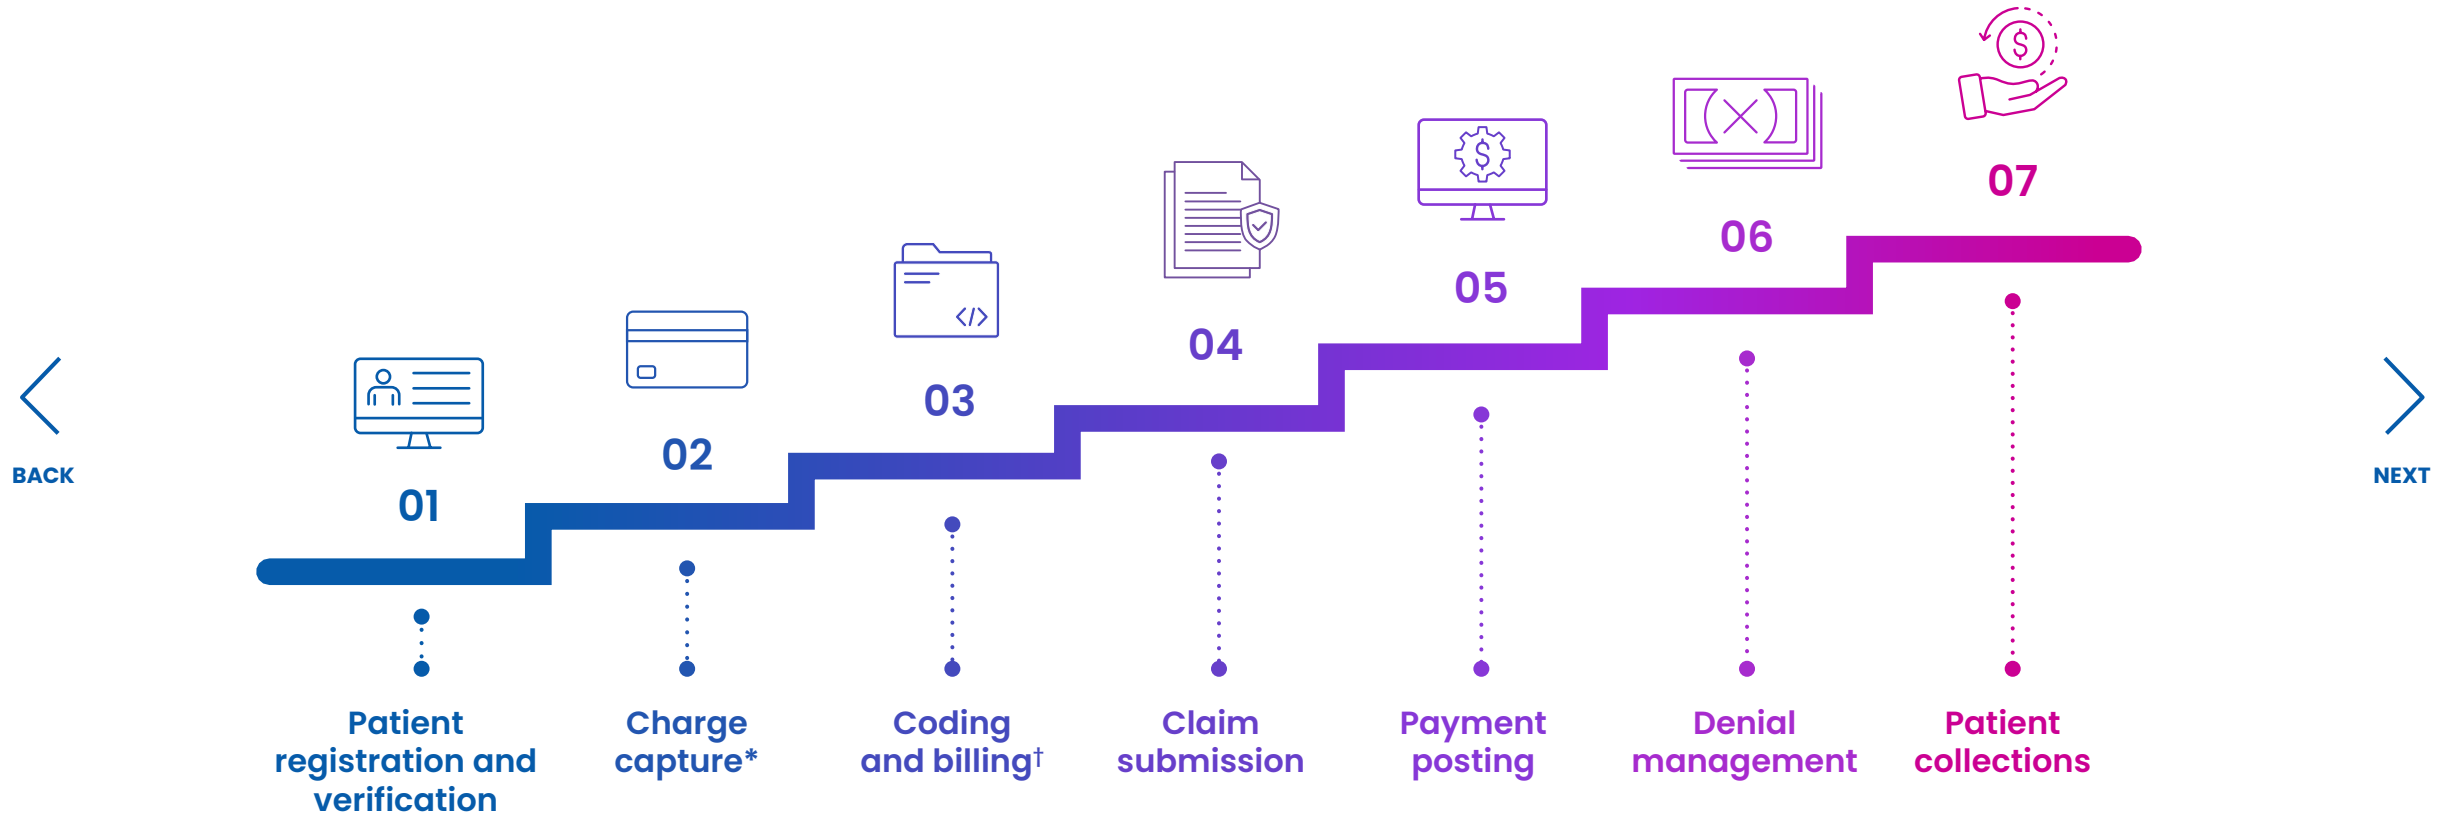 01
02
03
04
05
06
07
BACK
NEXT
Patient
registration and
verification
Charge
capture*
Coding
and billing†
Claim
submission
Payment
posting
Denial
management
Patient
collections